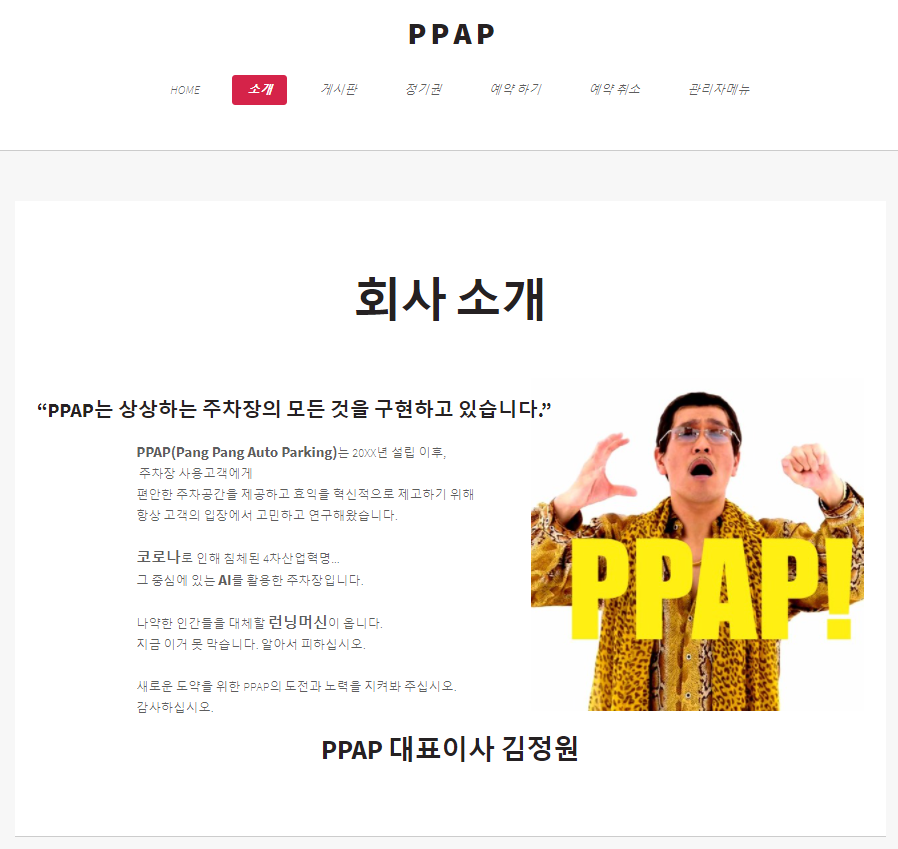 PPAP
HOME 소개 게시판 정기권 예약 하기 예약 취소 관리자메뉴
회사 소개
“PPAP는 상상하는 주차장의 모든 것을 구현하고 있습니다.”
PPAP(Pang Pang Auto Parking)는 20XX년 설립 이후,
주차장 사용고객에게
편안한 주차공간을 제공하고 효익을 혁신적으로 제고하기 위해
항상 고객의 입장에서 고민하고 연구해왔습니다.
코로나로 인해 침체된 4차산업혁명...
그 중심에 있는 AI를 활용한 주차장입니다.
나약한 인간들을 대체할 런닝머신이 옵니다.
지금 이거 못 막습니다. 알아서 피하십시오.
새로운 도약을 위한 PPAP의 도전과 노력을 지켜봐 주십시오.
감사하십시오.
PPAP!
PPAP 대표이사 김정원